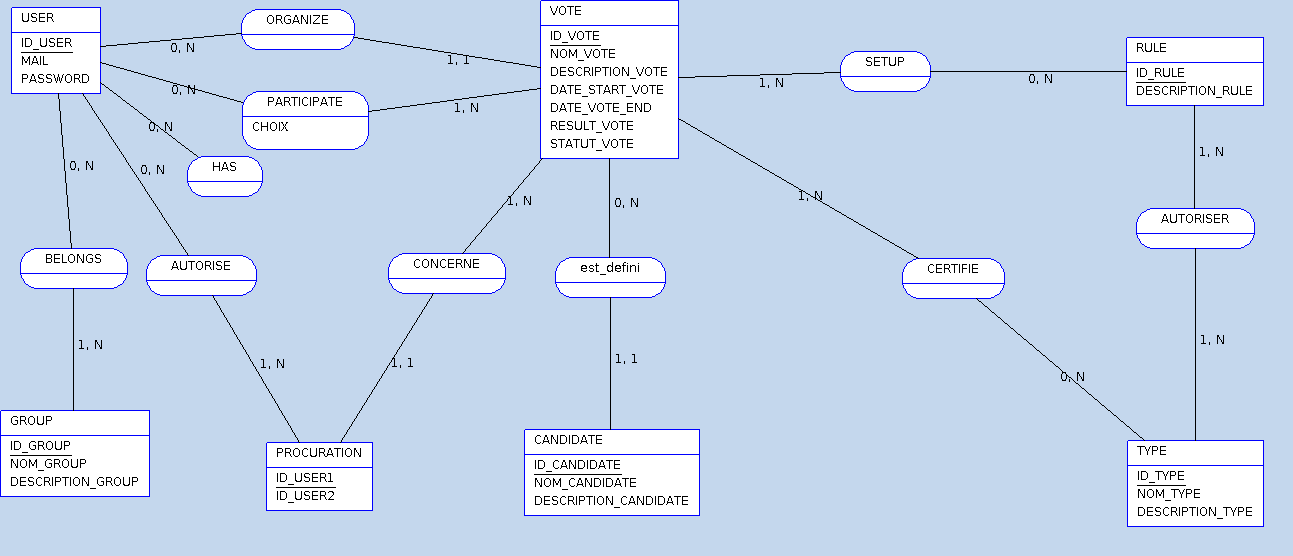 USER
ID_USER
MAIL
PASSWORD
ORGANIZE
0, N
1, 1
PARTICIPATE
CHOIX
0, N
1, N
HAS
0, N
VOTE
ID_VOTE
NOM_VOTE
DESCRIPTION_VOTE
DATE_START_VOTE
DATE_VOTE_END
RESULT_VOTE
STATUT_VOTE
SETUP
1, N
0, N
RULE
ID_RULE
DESCRIPTION_RULE
0, N
0, N
1, N
0, N
1, N
1, N
BELONGS
AUTORISE
CONCERNE
est_defini
CERTIFIE
AUTORISER
1, N
1, N
1, 1
1, 1
0, N
1, N
GROUP
ID_GROUP
NOM_GROUP
DESCRIPTION_GROUP
PROCURATION
ID_USER1
ID_USER2
CANDIDATE
ID_CANDIDATE
NOM_CANDIDATE
DESCRIPTION_CANDIDATE
TYPE
ID_TYPE
NOM_TYPE
DESCRIPTION_TYPE